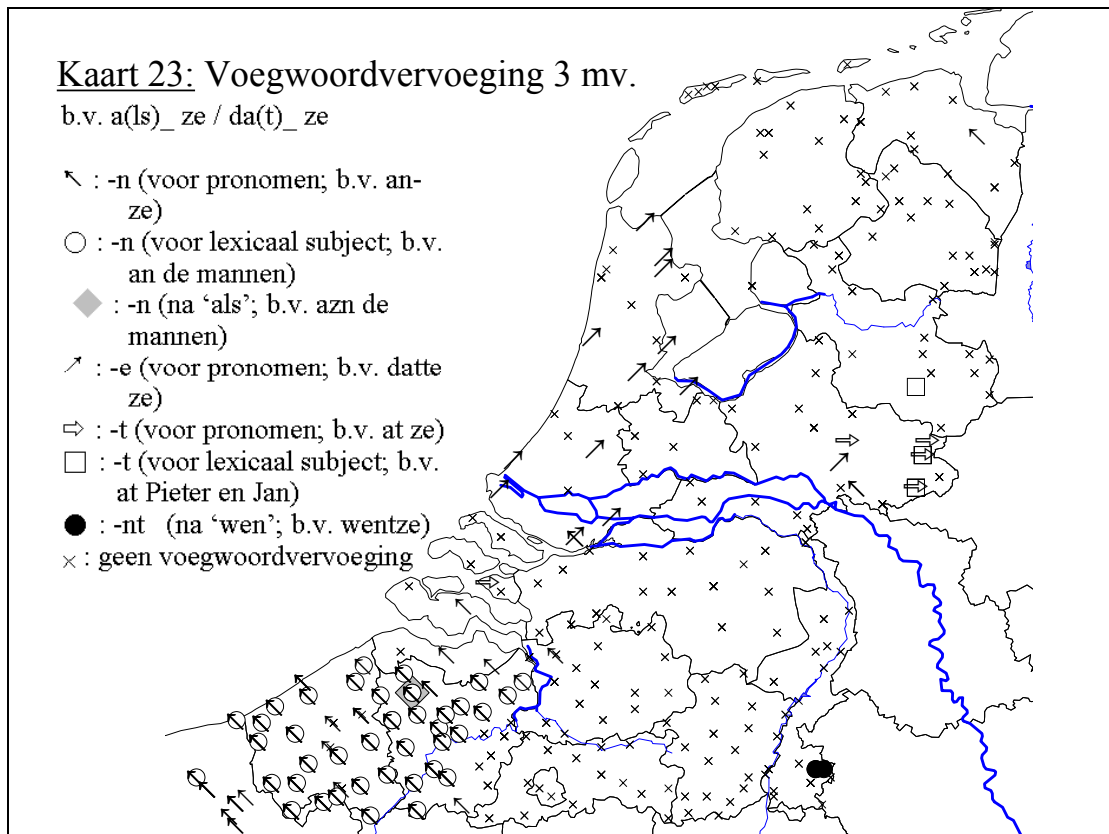 Kaart 23: Voegwoordvervoeging 3 mv.
b.v. a(ls)_ ze / da(t)_ ze
: -n (voor pronomen; b.v. an-
ze)
: -n (voor lexicaal subject; b.v.
an de mannen)
: -n (na ‘als’; b.v. azn de
mannen)
: -e (voor pronomen; b.v. datte
ze)
: -t (voor pronomen; b.v. at ze)
: -t (voor lexicaal subject; b.v.
at Pieter en Jan)
: -nt (na ‘wen’; b.v. wentze)
: geen voegwoordvervoeging